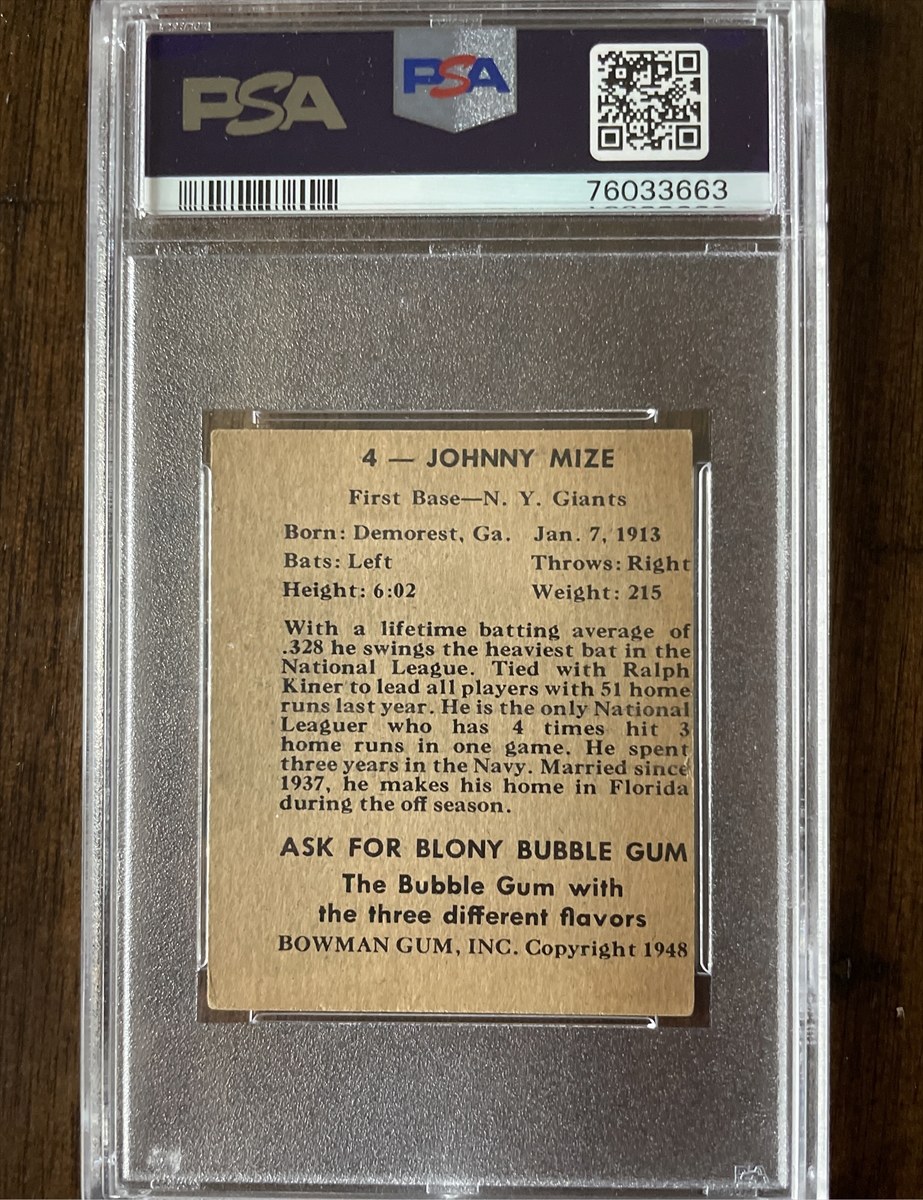 PSA
PSA
76033663
4 — JOHNNY MIZE
First Base—N. Y. Giants
Born: Demorest, Ga. Jan. 7, 1913
Bats: Left Throws: Right
Height: 6:02 Weight: 215
With a lifetime batting average of
.328 he swings the heaviest bat in the
National League. Tied with Ralph
Kiner to lead all players with 51 home
runs last year. He is the only National
Leaguer who has 4 times hit 3
home runs in one game. He spent
three years in the Navy. Married since
1937, he makes his home in Florida
during the off season.
ASK FOR BLONY BUBBLE GUM
The Bubble Gum with
the three different flavors
BOWMAN GUM, INC. Copyright 1948
PSA